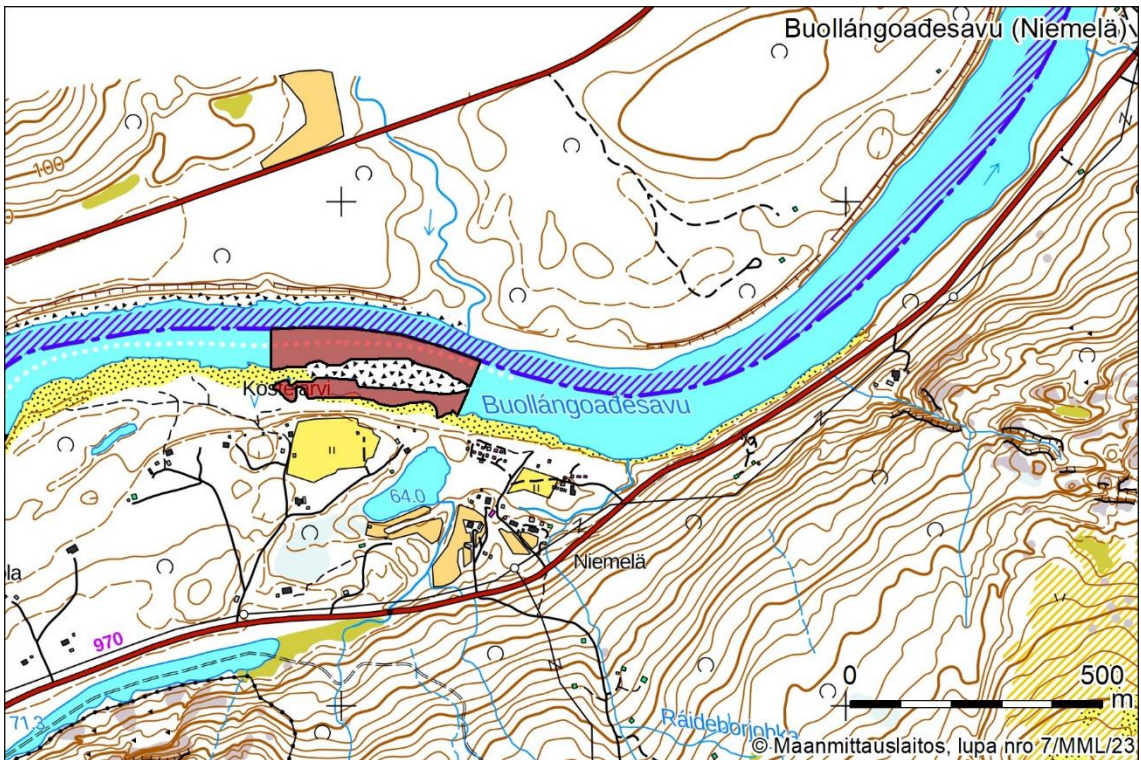 Buollángoađesavu (Niemelä)
100
Kostejärvi
Buollángoađesavu
64.0
Niemelä
970
0 500
m
71.3
Ráideborjohka
© Maanmittauslaitos, lupa nro 7/MML/23